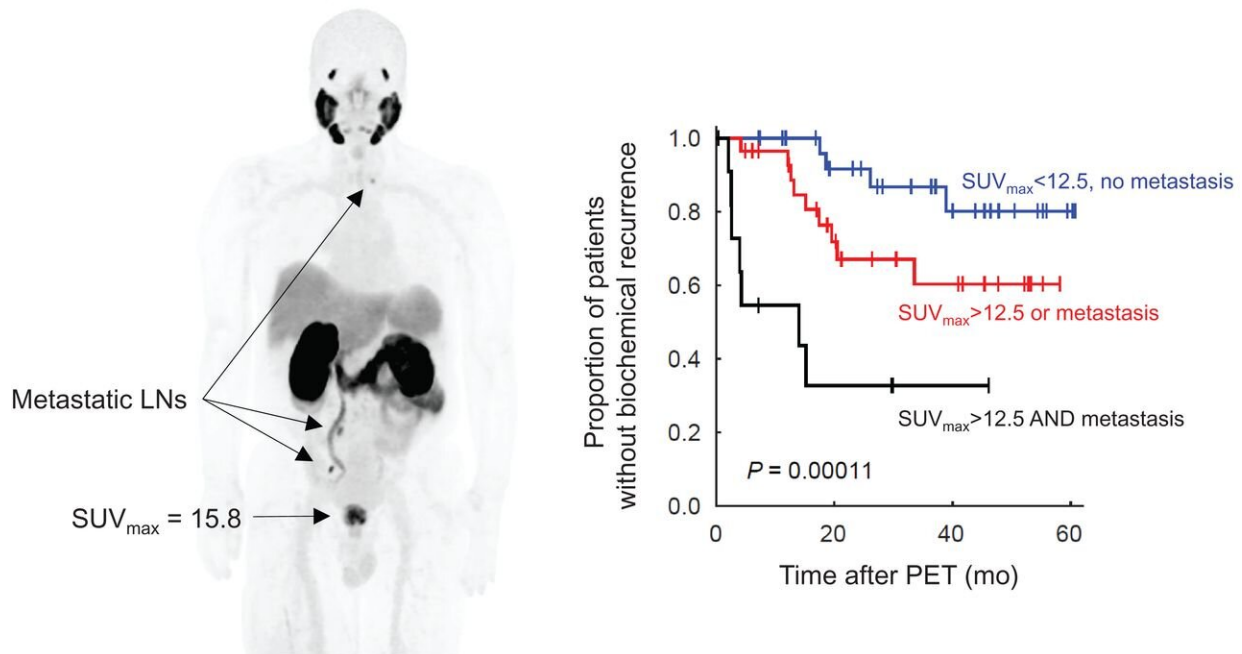 Metastatic LNs
SUVmax = 15.8
Proportion of patients
without biochemical recurrence
1.0
0.8
0.6
0.4
0.2
0.0
SUVmax<12.5, no metastasis
SUVmax>12.5 or metastasis
SUVmax>12.5 AND metastasis
P = 0.00011
0 20 40 60
Time after PET (mo)